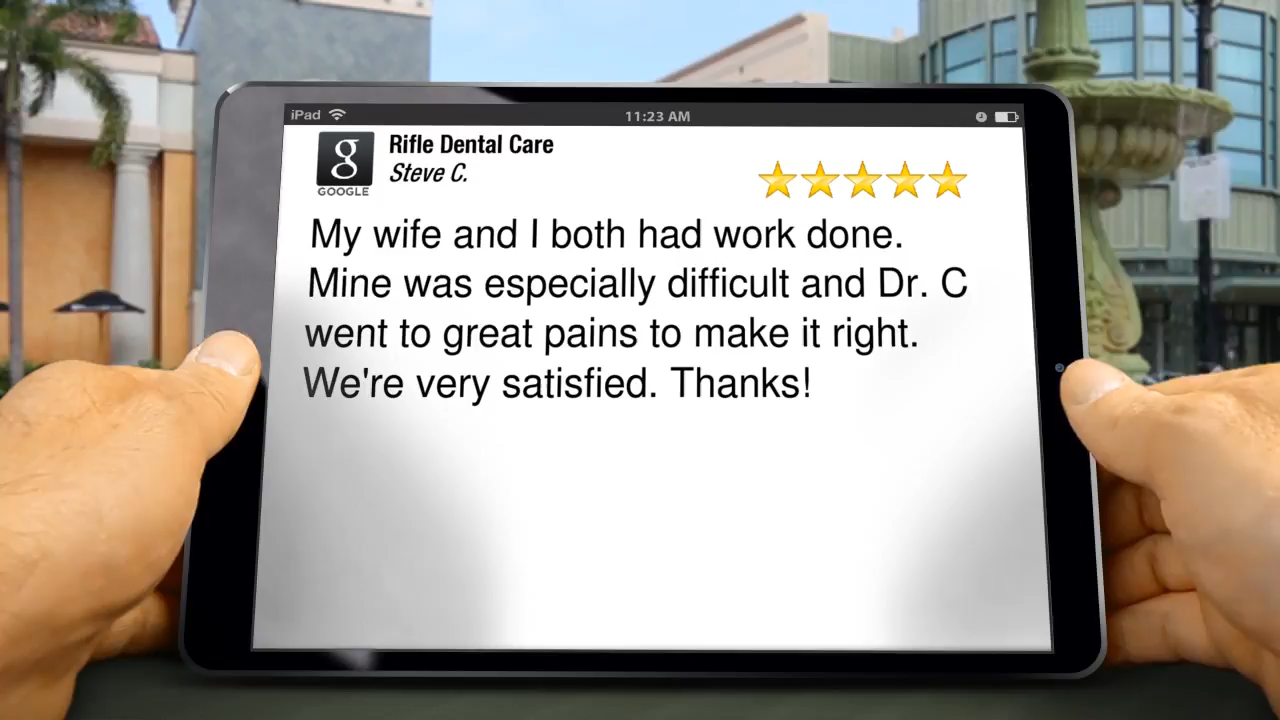 iPad
11:23 AM
g
GOOGLE
Rifle Dental Care
Steve C.
My wife and I both had work done.
Mine was especially difficult and Dr. C
went to great pains to make it right.
We're very satisfied. Thanks!